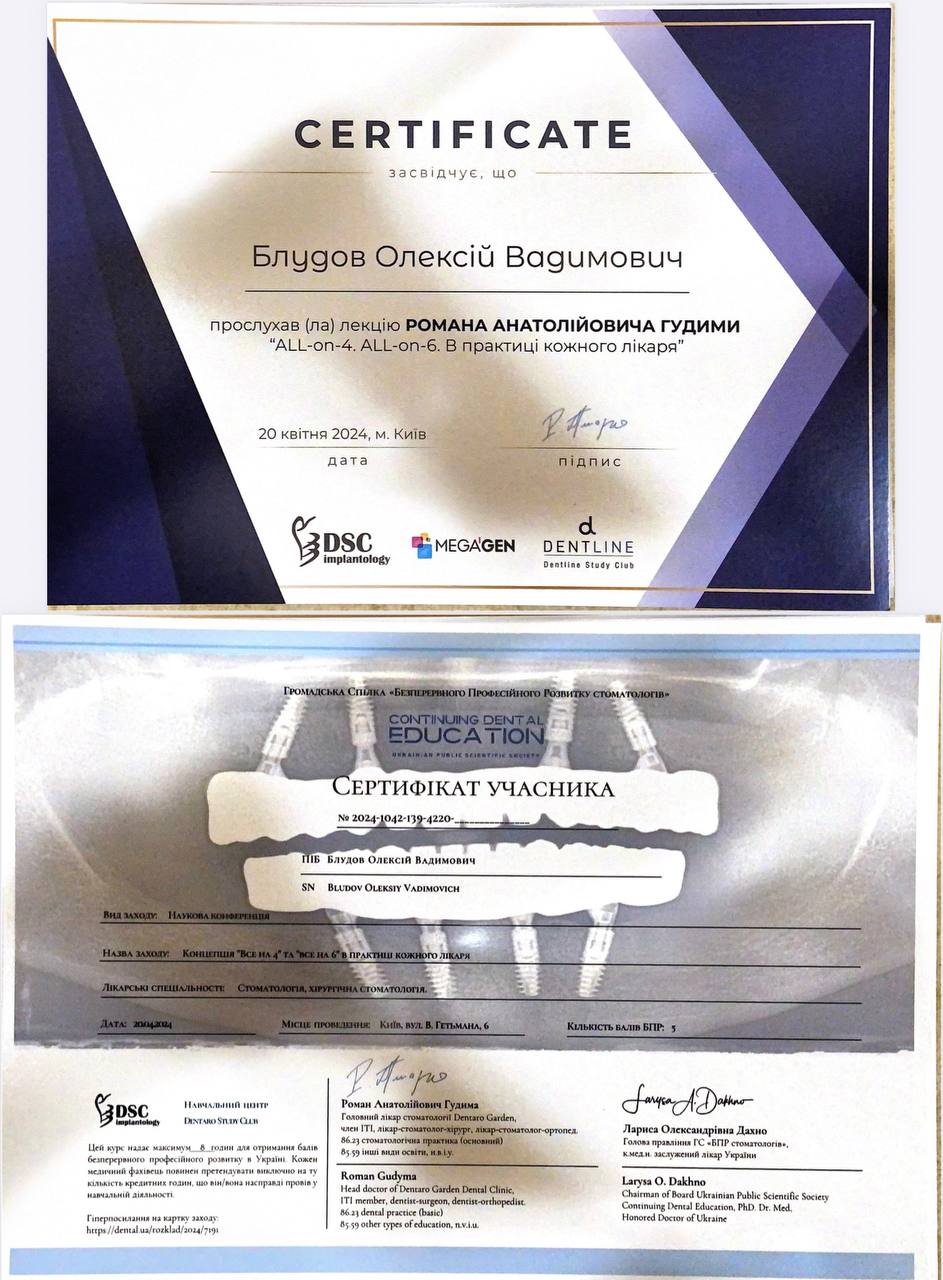 CERTIFICATE
засвідчує, що
Блудов Олексій Вадимович
прослухав (ла) лекцію РОМАНА АНАТОЛІЙОВИЧА ГУДИМИ
“ALL-on-4. ALL-on-6. В практиці кожного лікаря”
20 квітня 2024, м. Київ
дата
підпис
DSC
implantology
MEGA'GEN
d
DENTLINE
Dentline Study Club
Громадська Спілка «Безперервного Професійного Розвитку стоматологів»
CONTINUING DENTAL
EDUCATION
UKRAINIAN PUBLIC SCIENTIFIC SOCIETY
Сертифікат учасника
№ 2024-1042-139-4220-_______________
ПІБ Блудов Олексій Вадимович
SN Bludov Oleksiy Vadimovich
Вид заходу: Наукова конференція
Назва заходу: Концепція "Все на 4" та "все на 6" в практиці кожного лікаря
Лікарські спеціальності: Стоматологія, хірургічна стоматологія.
Дата: 20.04.2024 Місце проведення: Київ, вул. В. Гетьмана, 6 Кількість балів БПР: 5
DSC
implantology
Навчальний центр
Dentaro Study Club
Цей курс надає максимум 8 годин для отримання балів
безперервного професійного розвитку в Україні. Кожен
медичний фахівець повинен претендувати виключно на ту
кількість кредитних годин, що він/вона насправді провів у
навчальній діяльності.
Гіперпосилання на картку заходу:
https://dental.ua/rozklad/2024/7191
Роман Анатолійович Гудима
Головний лікар стоматології Dentaro Garden,
член ITI, лікар-стоматолог-хірург, лікар-стоматолог-ортопед.
86.23 стоматологічна практика (основний)
85.59 інші види освіти, н.в.і.у.
Roman Gudyma
Head doctor of Dentaro Garden Dental Clinic,
ITI member, dentist-surgeon, dentist-orthopedist.
86.23 dental practice (basic)
85.59 other types of education, n.v.i.u.
Larysa A. Dakhno
Лариса Олександрівна Дахно
Голова правління ГС «БПР стоматологів»,
к.мед.н. заслужений лікар України
Larysa O. Dakhno
Chairman of Board Ukrainian Public Scientific Society
Continuing Dental Education, PhD. Dr. Med.
Honored Doctor of Ukraine